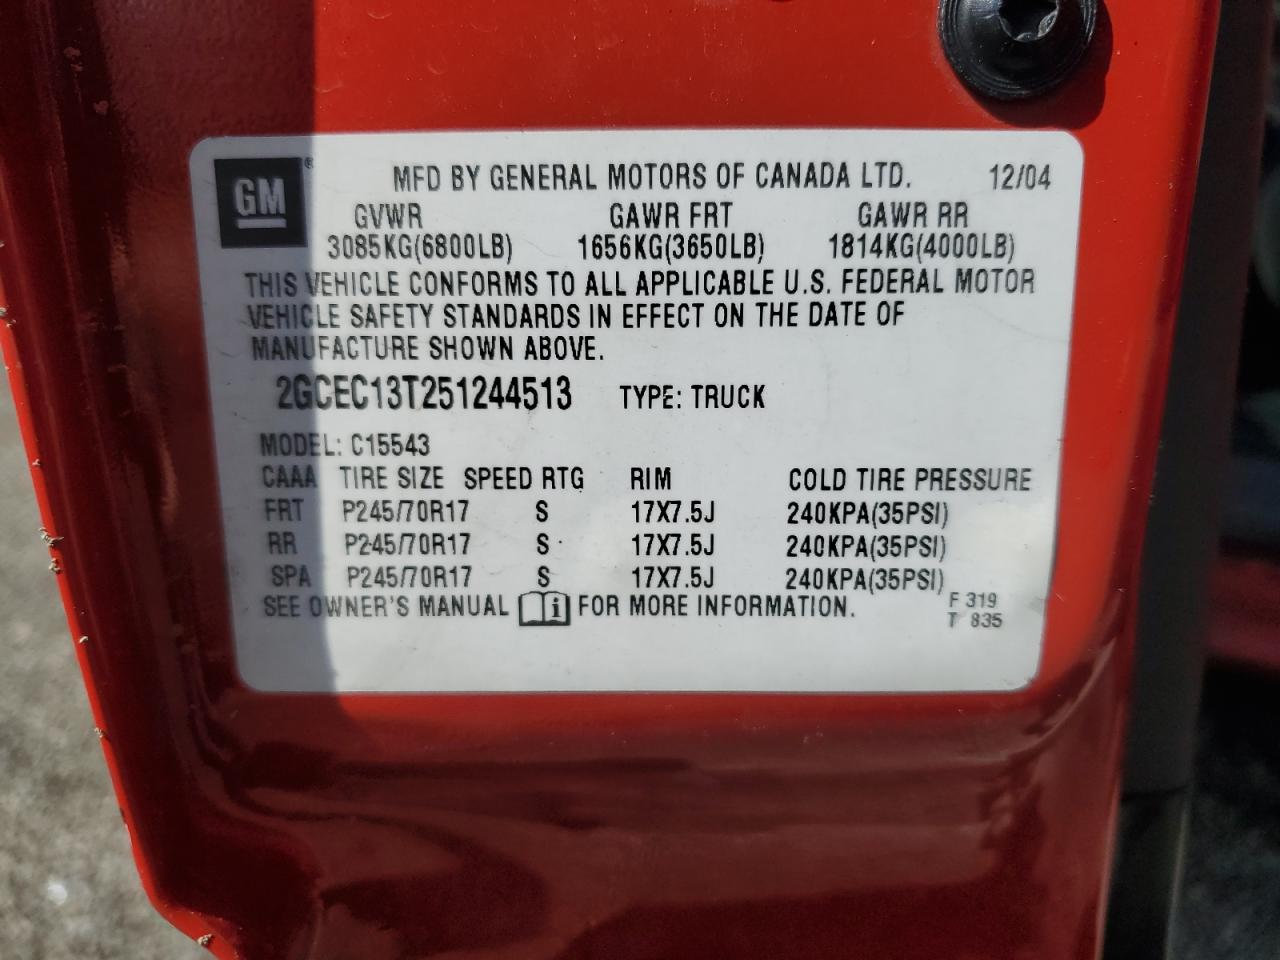 GM ®
MFD BY GENERAL MOTORS OF CANADA LTD. 12/04
GVWR GAWR FRT GAWR RR
3085KG(6800LB) 1656KG(3650LB) 1814KG(4000LB)
THIS VEHICLE CONFORMS TO ALL APPLICABLE U.S. FEDERAL MOTOR
VEHICLE SAFETY STANDARDS IN EFFECT ON THE DATE OF
MANUFACTURE SHOWN ABOVE.
2GCEC13T251244513 TYPE: TRUCK
MODEL: C15543
CAAA TIRE SIZE SPEED RTG RIM COLD TIRE PRESSURE
FRT P245/70R17 S 17X7.5J 240KPA(35PSI)
RR P245/70R17 S 17X7.5J 240KPA(35PSI)
SPA P245/70R17 S 17X7.5J 240KPA(35PSI)
SEE OWNER'S MANUAL i FOR MORE INFORMATION. F 319
T 835